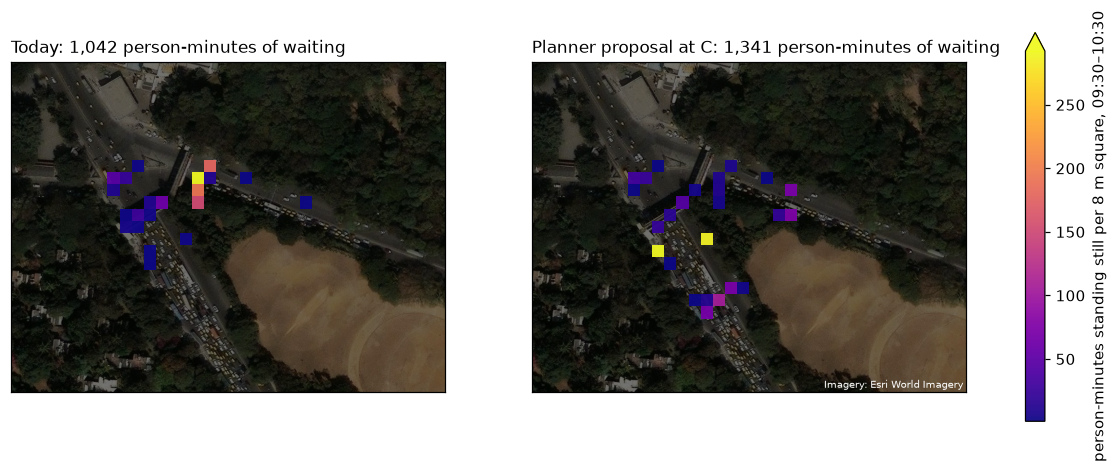 Today: 1,042 person-minutes of waiting
Planner proposal at C: 1,341 person-minutes of waiting
Imagery: Esri World Imagery
250
200
150
100
50
person-minutes standing still per 8 m square, 09:30–10:30